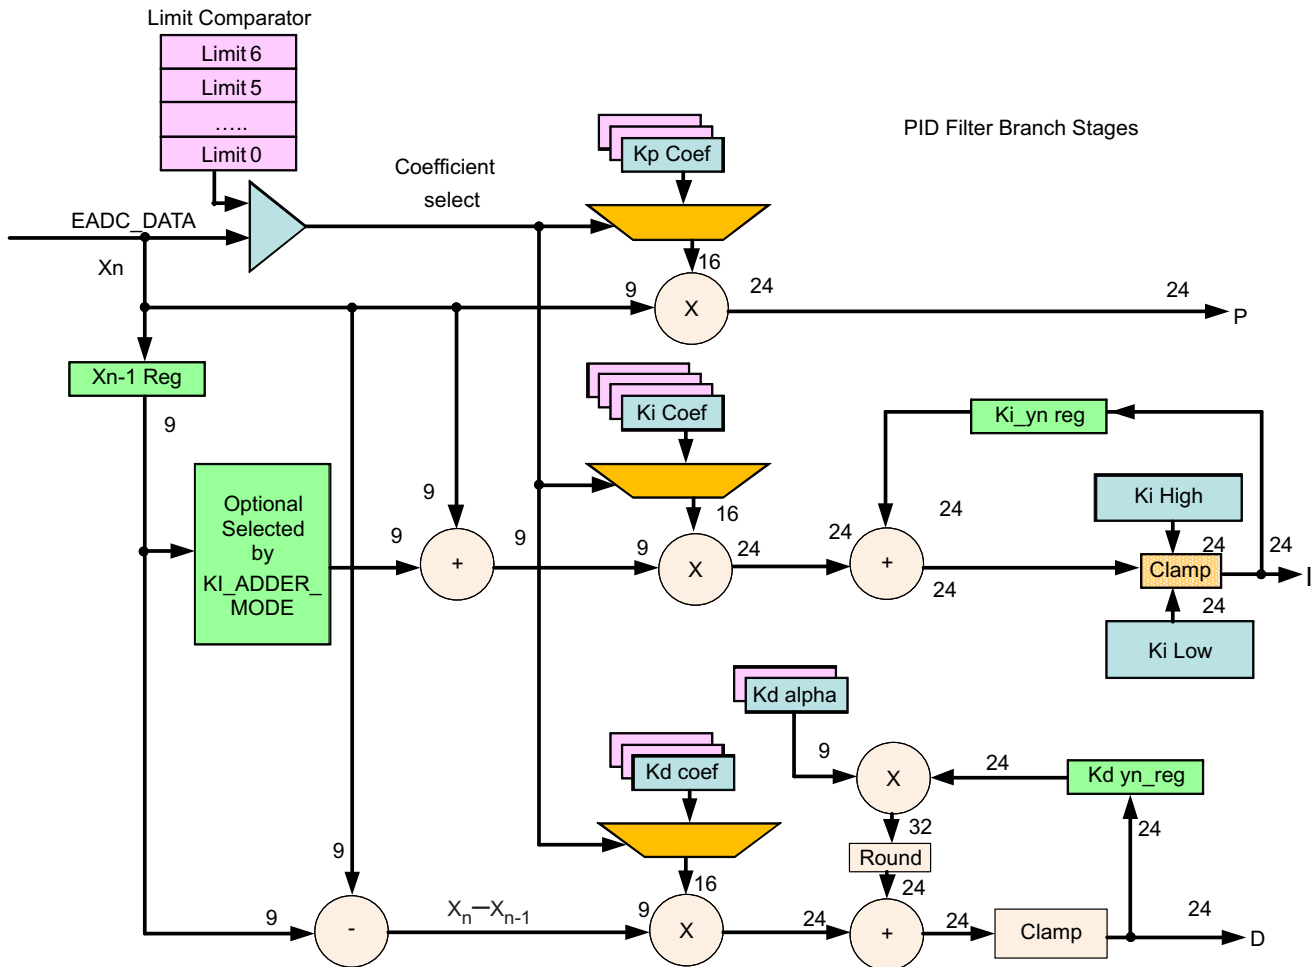 Limit Comparator
Limit 6
Limit 5
.....
Limit 0
Kp Coef
PID Filter Branch Stages
Coefficient
select
EADC_DATA
Xn
16
9
24
24
X
P
Xn-1 Reg
9
Ki Coef
Ki_yn reg
Optional
Selected
by
KI_ADDER_
MODE
9
9
+
9
16
9
X
24
24
24
+
24
Ki High
24
24
Clamp
I
24
Ki Low
Kd alpha
9
X
24
Kd yn_reg
32
24
Round
24
Kd coef
16
9
9
-
Xn—Xn-1
9
X
24
+
24
Clamp
24
D